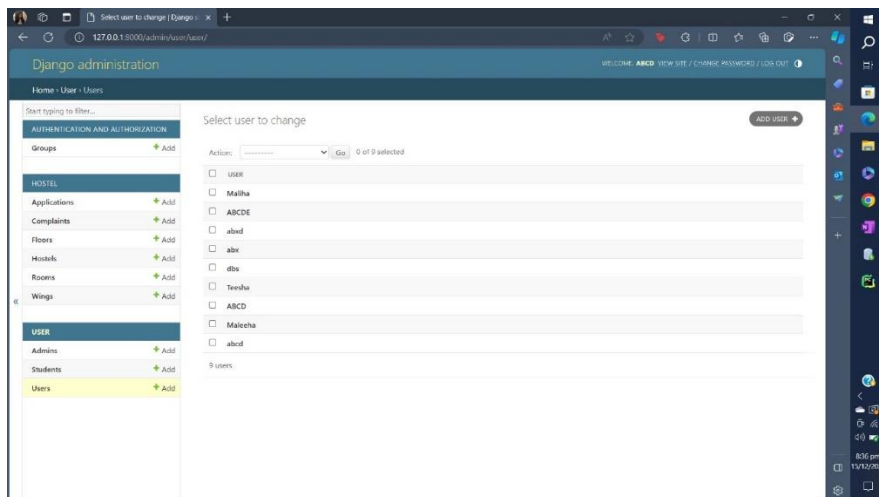 Select user to change | Django si
127.0.0.1:8000/admin/user/user/
Django administration
WELCOME, ABCD VIEW SITE / CHANGE PASSWORD / LOG OUT
Home › User › Users
Start typing to filter...
AUTHENTICATION AND AUTHORIZATION
Groups + Add
HOSTEL
Applications + Add
Complaints + Add
Floors + Add
Hostels + Add
Rooms + Add
Wings + Add
USER
Admins + Add
Students + Add
Users + Add
«
Select user to change
ADD USER +
Action: ---------- Go 0 of 9 selected
USER
Maliha
ABCDE
abxd
abx
dbs
Teesha
ABCD
Maleeha
abcd
9 users
8:36 pm